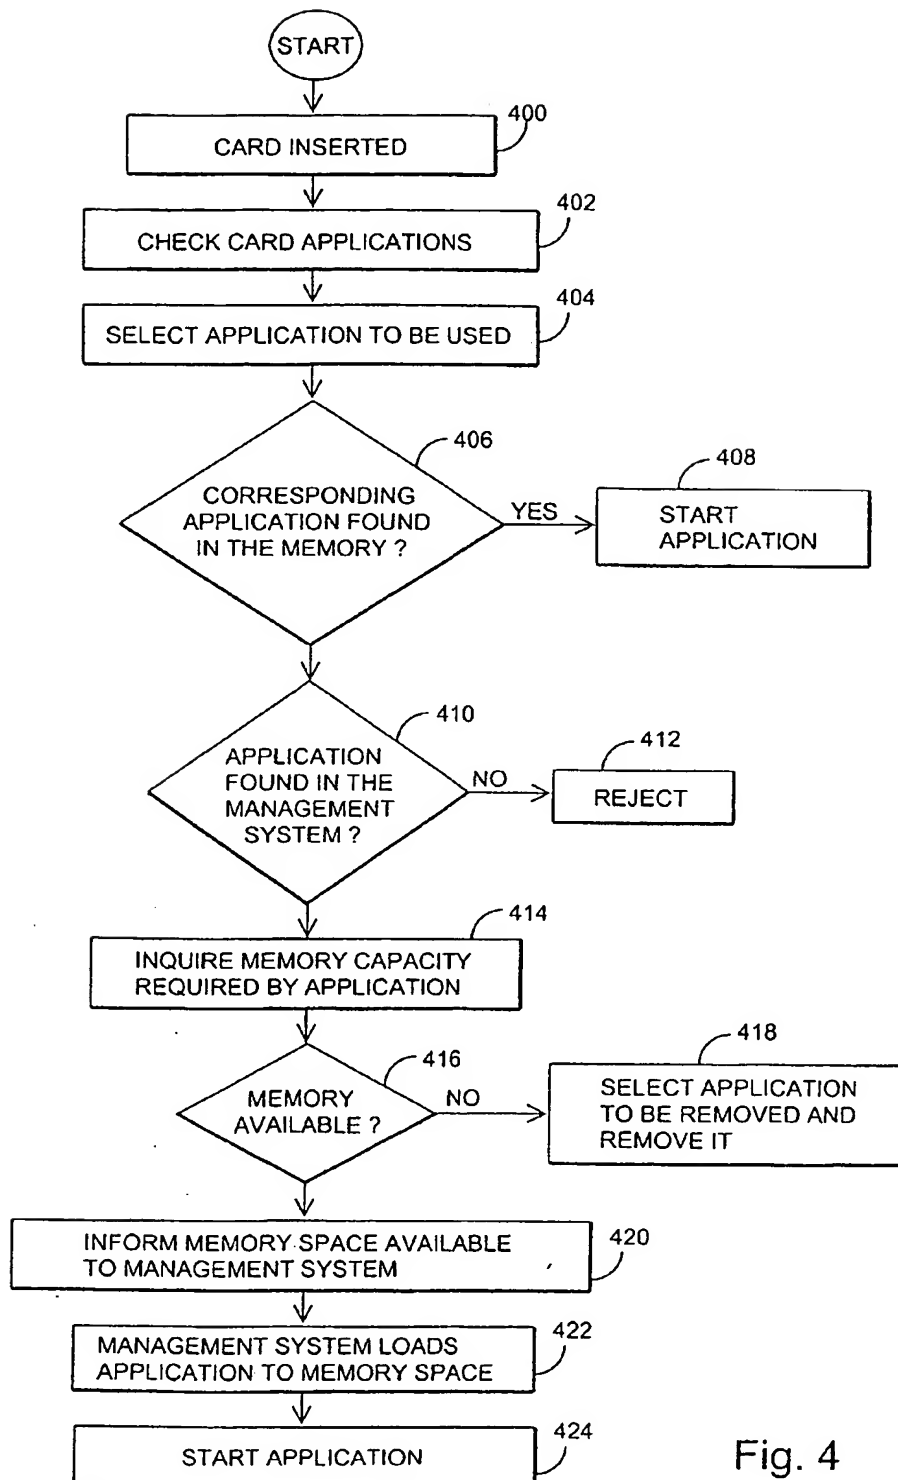 START
400
CARD INSERTED
402
CHECK CARD APPLICATIONS
404
SELECT APPLICATION TO BE USED
406
CORRESPONDING
APPLICATION FOUND
IN THE MEMORY ?
YES
408
START
APPLICATION
410
APPLICATION
FOUND IN THE
MANAGEMENT
SYSTEM ?
NO
412
REJECT
414
INQUIRE MEMORY CAPACITY
REQUIRED BY APPLICATION
416
MEMORY
AVAILABLE ?
NO
418
SELECT APPLICATION
TO BE REMOVED AND
REMOVE IT
INFORM MEMORY SPACE AVAILABLE
TO MANAGEMENT SYSTEM
420
MANAGEMENT SYSTEM LOADS
APPLICATION TO MEMORY SPACE
422
START APPLICATION
424
Fig. 4